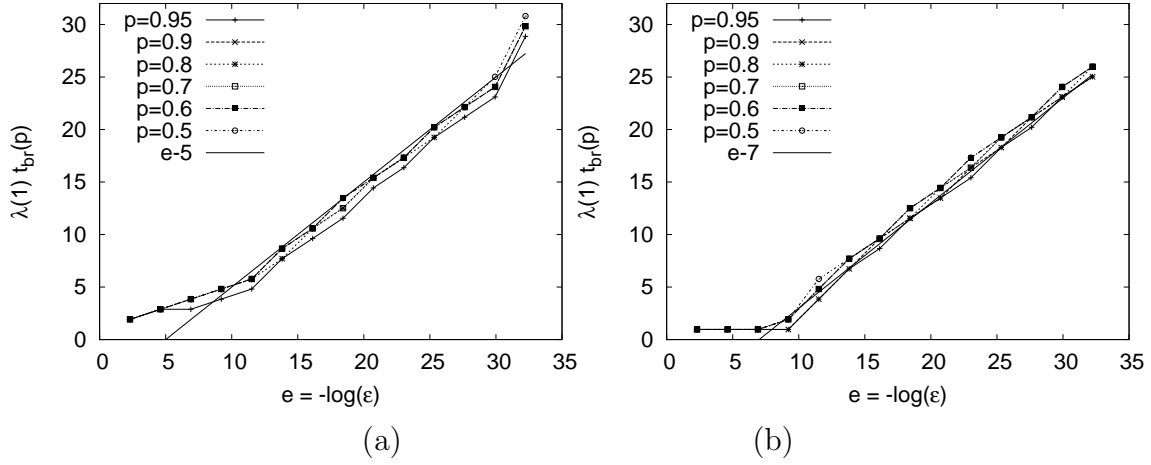 30
25
20
15
10
5
0
λ(1) t_br(p)
p=0.95
p=0.9
p=0.8
p=0.7
p=0.6
p=0.5
e-5
0 5 10 15 20 25 30 35
e = -log(ε)
(a)
30
25
20
15
10
5
0
λ(1) t_br(p)
p=0.95
p=0.9
p=0.8
p=0.7
p=0.6
p=0.5
e-7
0 5 10 15 20 25 30 35
e = -log(ε)
(b)